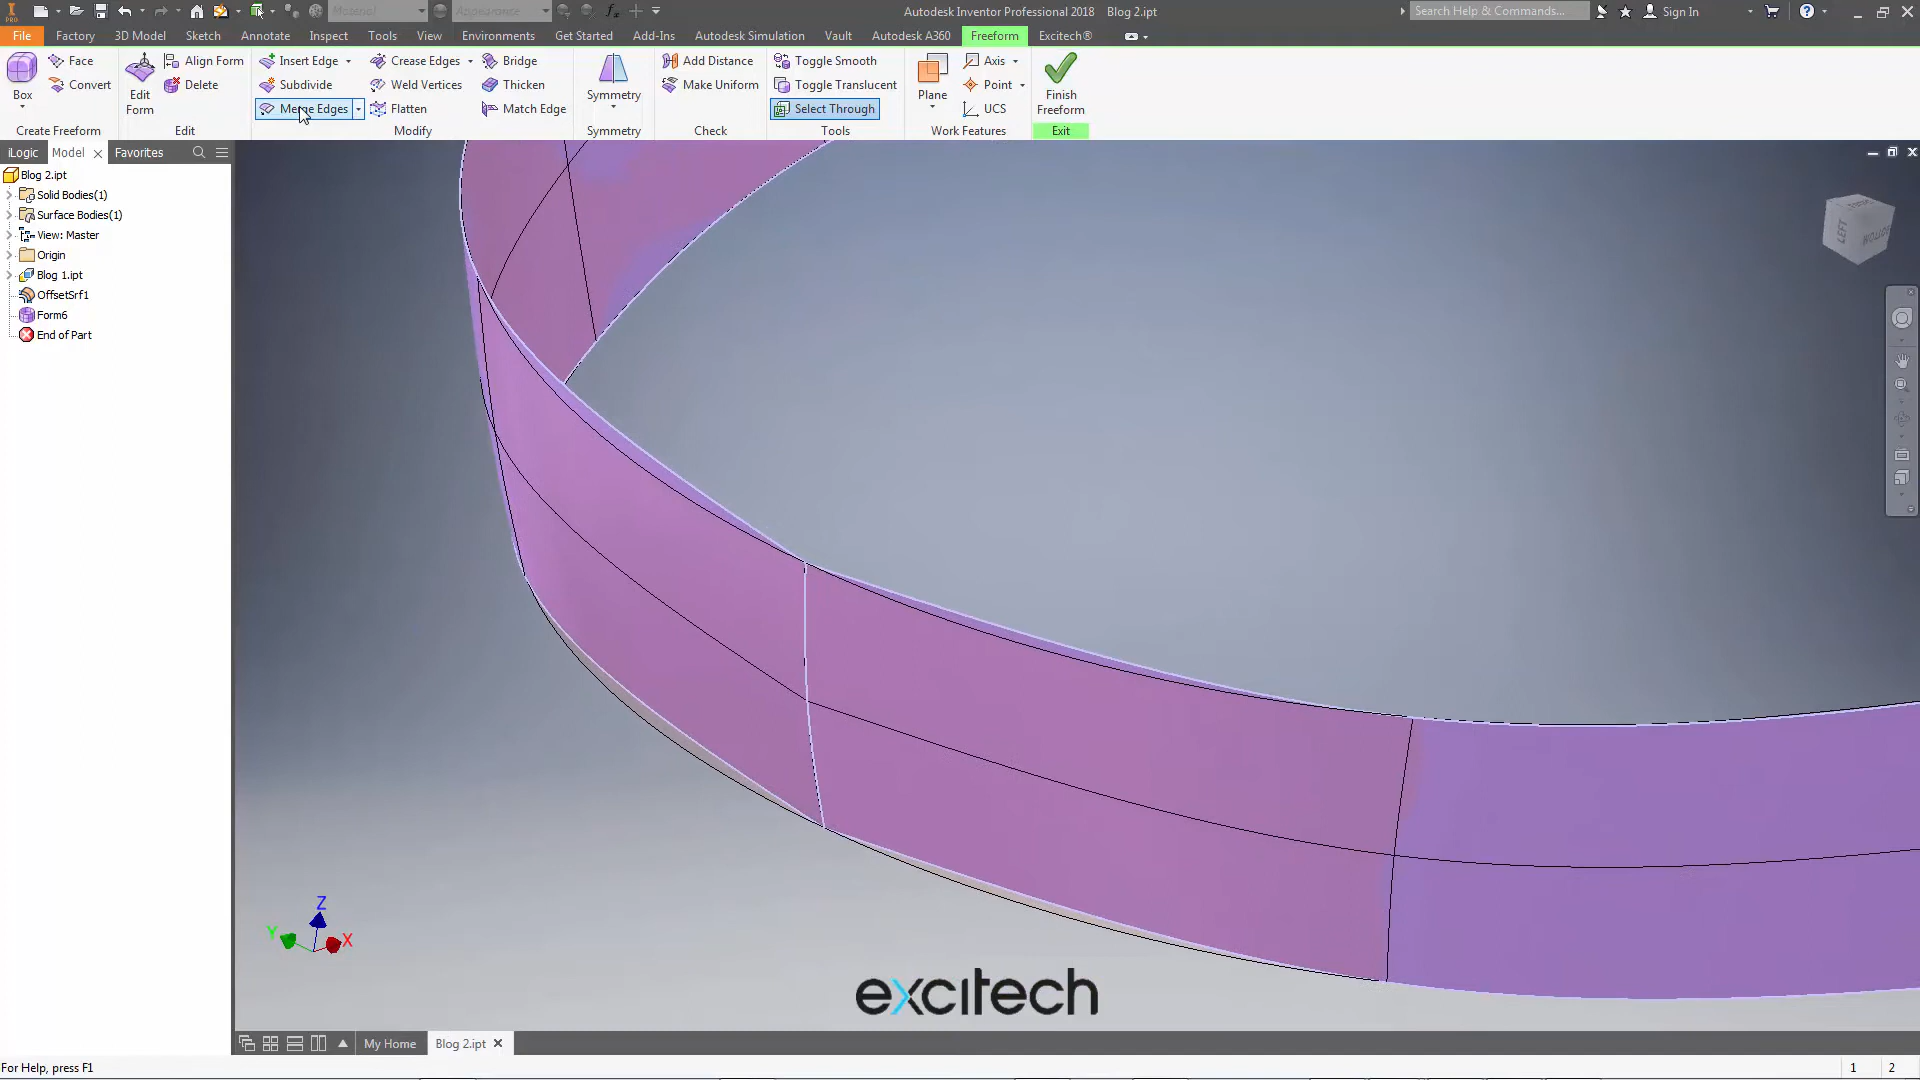 Material
Appearance
Autodesk Inventor Professional 2018 Blog 2.ipt
Search Help & Commands...
Sign In
PRO
File Factory 3D Model Sketch Annotate Inspect Tools View Environments Get Started Add-Ins Autodesk Simulation Vault Autodesk A360 Freeform Excitech®
Face Align Form Insert Edge Crease Edges Bridge Add Distance Toggle Smooth Axis
Box Convert Edit Form Delete Subdivide Weld Vertices Thicken Symmetry Make Uniform Toggle Translucent Plane Point Finish Freeform
Merge Edges Flatten Match Edge Select Through UCS
Create Freeform Edit Modify Symmetry Check Tools Work Features Exit
iLogic Model Favorites
Blog 2.ipt
Solid Bodies(1)
Surface Bodies(1)
View: Master
Origin
Blog 1.ipt
OffsetSrf1
Form6
End of Part
LEFT
BOTTOM
Z
Y
X
excitech
My Home Blog 2.ipt
For Help, press F1
1 2